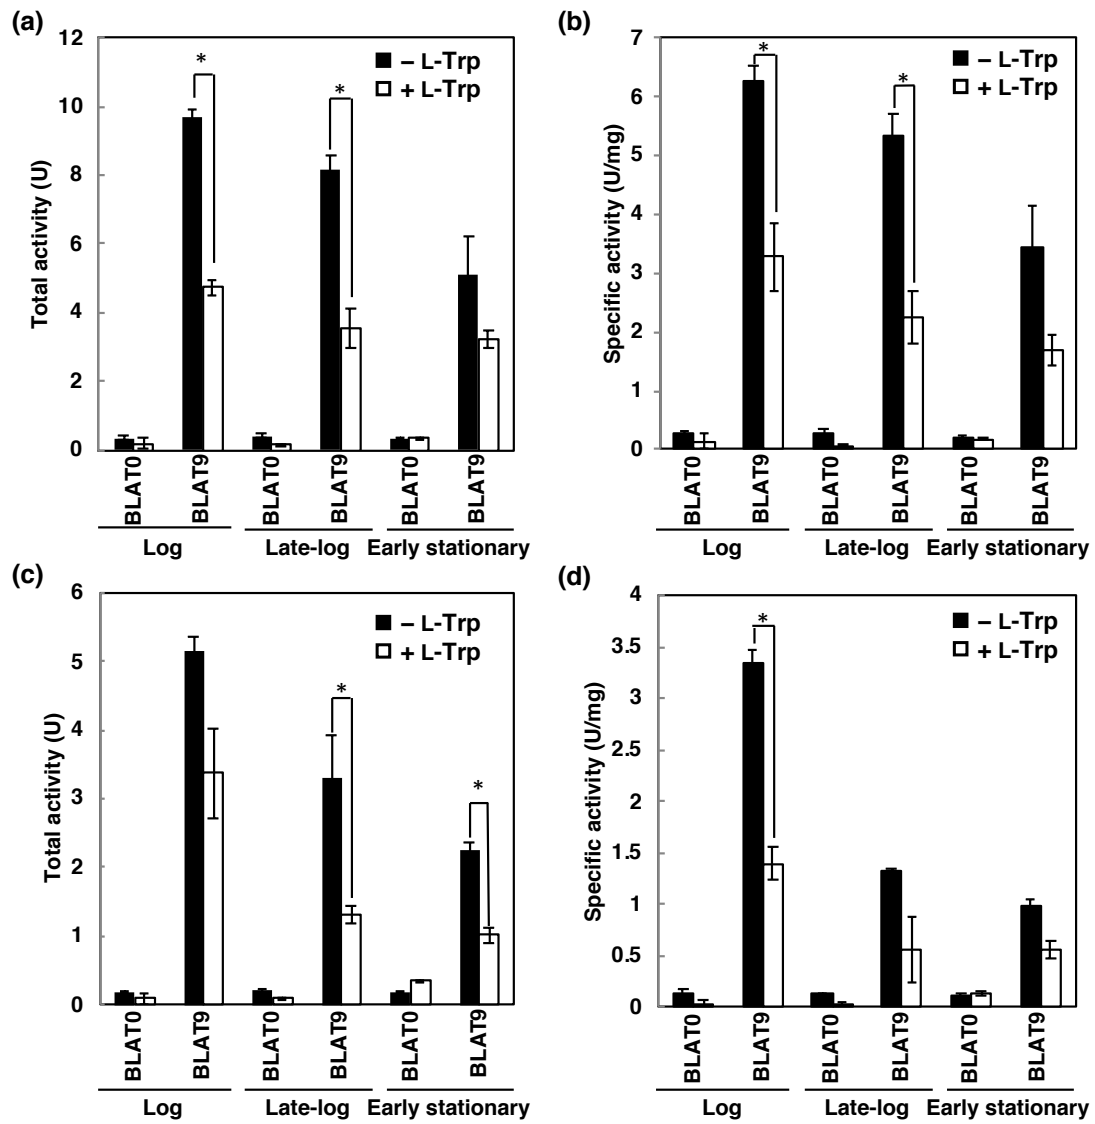 (a)
Total activity (U)
12
10
8
6
4
2
0
– L-Trp
+ L-Trp
*
*
BLAT0
BLAT9
BLAT0
BLAT9
BLAT0
BLAT9
Log
Late-log
Early stationary
(b)
Specific activity (U/mg)
7
6
5
4
3
2
1
0
– L-Trp
+ L-Trp
*
*
BLAT0
BLAT9
BLAT0
BLAT9
BLAT0
BLAT9
Log
Late-log
Early stationary
(c)
Total activity (U)
6
5
4
3
2
1
0
– L-Trp
+ L-Trp
*
*
BLAT0
BLAT9
BLAT0
BLAT9
BLAT0
BLAT9
Log
Late-log
Early stationary
(d)
Specific activity (U/mg)
4
3.5
3
2.5
2
1.5
1
0.5
0
– L-Trp
+ L-Trp
*
BLAT0
BLAT9
BLAT0
BLAT9
BLAT0
BLAT9
Log
Late-log
Early stationary